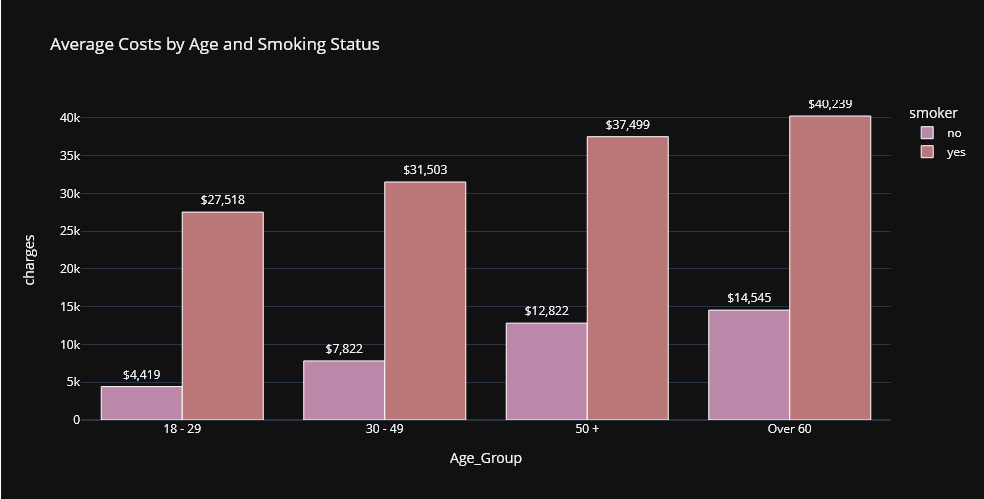 Average Costs by Age and Smoking Status
$40,239
smoker
no
yes
40k
$37,499
35k
$31,503
30k
$27,518
25k
20k
15k
$14,545
$12,822
10k
$7,822
5k
$4,419
0
charges
18 - 29
30 - 49
50 +
Over 60
Age_Group